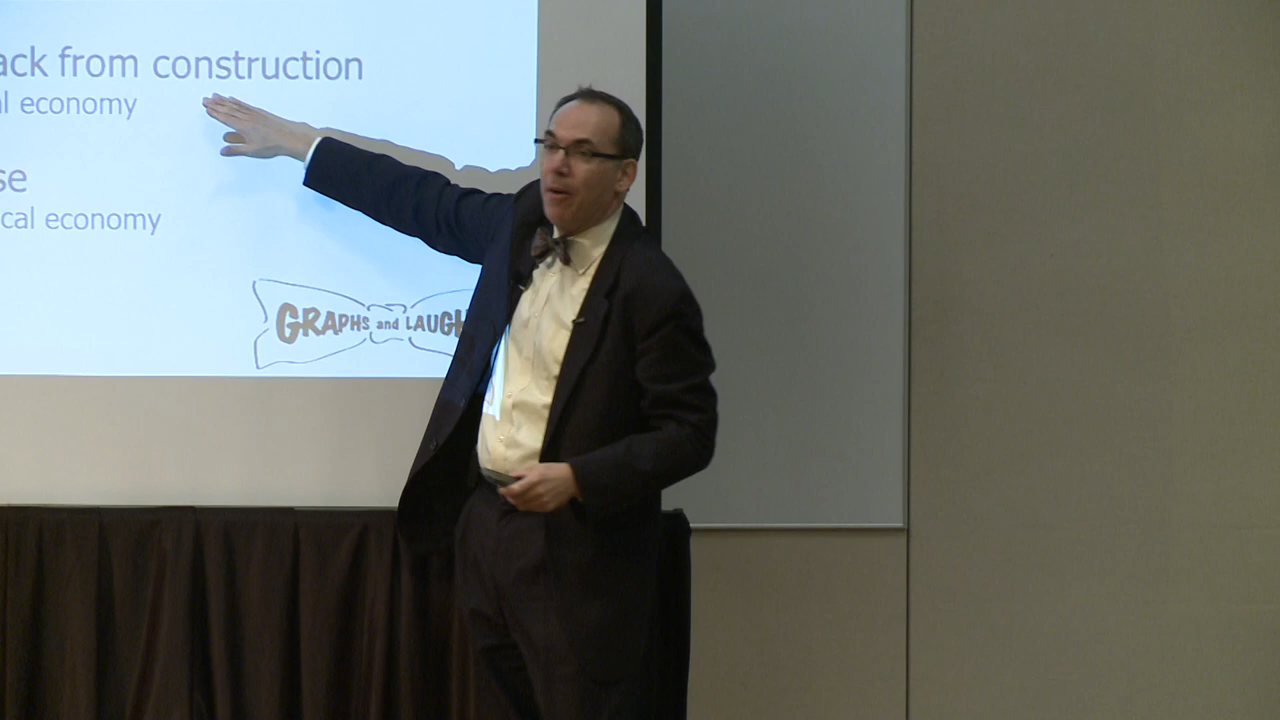 ack from construction
al economy
se
cal economy
GRAPHS and LAUGH